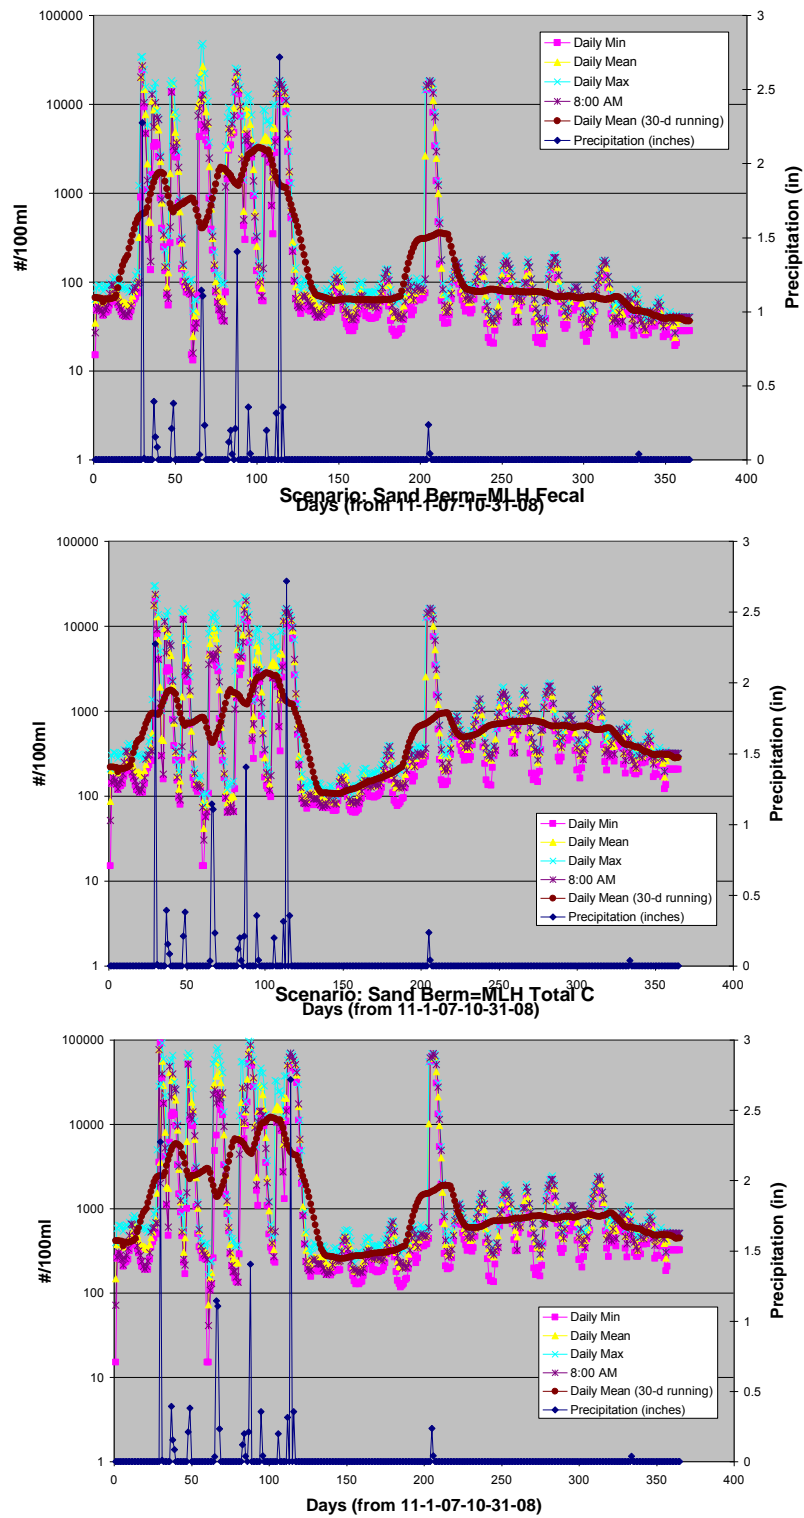 100000
10000
1000
100
10
1
#/100ml
3
2.5
2
1.5
1
0.5
0
Precipitation (in)
Daily Min
Daily Mean
Daily Max
8:00 AM
Daily Mean (30-d running)
Precipitation (inches)
0 50 100 150 200 250 300 350 400
Scenario: Sand Berm=MLH Fecal
Days (from 11-1-07-10-31-08)
100000
10000
1000
100
10
1
#/100ml
3
2.5
2
1.5
1
0.5
0
Precipitation (in)
Daily Min
Daily Mean
Daily Max
8:00 AM
Daily Mean (30-d running)
Precipitation (inches)
0 50 100 150 200 250 300 350 400
Scenario: Sand Berm=MLH Total C
Days (from 11-1-07-10-31-08)
100000
10000
1000
100
10
1
#/100ml
3
2.5
2
1.5
1
0.5
0
Precipitation (in)
Daily Min
Daily Mean
Daily Max
8:00 AM
Daily Mean (30-d running)
Precipitation (inches)
0 50 100 150 200 250 300 350 400
Days (from 11-1-07-10-31-08)